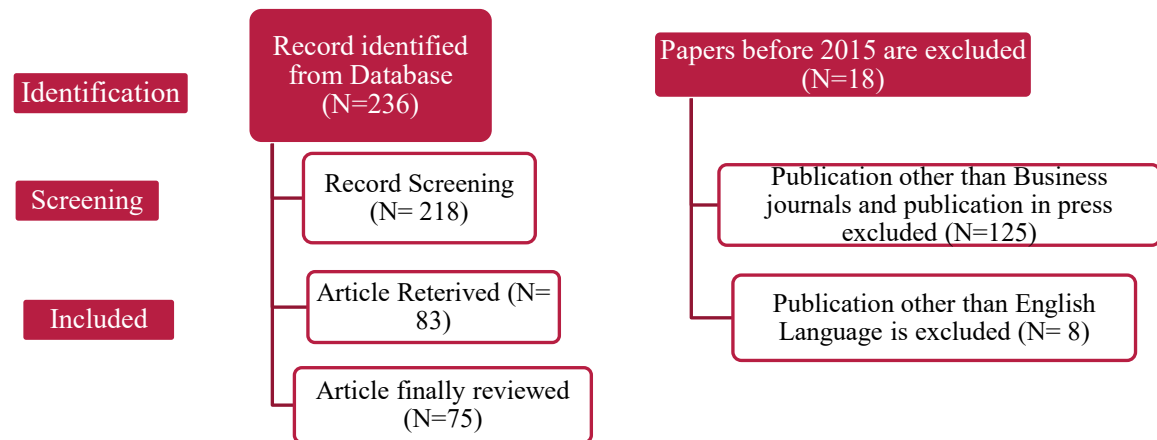 Identification
Record identified
from Database
(N=236)
Papers before 2015 are excluded
(N=18)
Screening
Record Screening
(N= 218)
Publication other than Business
journals and publication in press
excluded (N=125)
Included
Article Reterived (N=
83)
Publication other than English
Language is excluded (N= 8)
Article finally reviewed
(N=75)